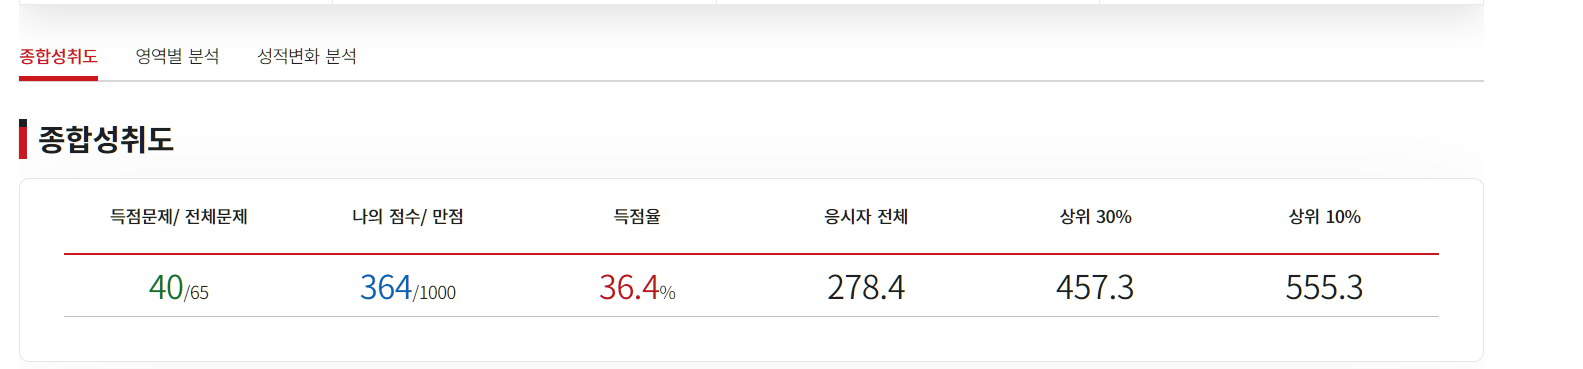 종합성취도 영역별 분석 성적변화 분석
종합성취도
득점문제/ 전체문제 나의 점수/ 만점 득점율 응시자 전체 상위 30% 상위 10%
40/65 364/1000 36.4% 278.4 457.3 555.3